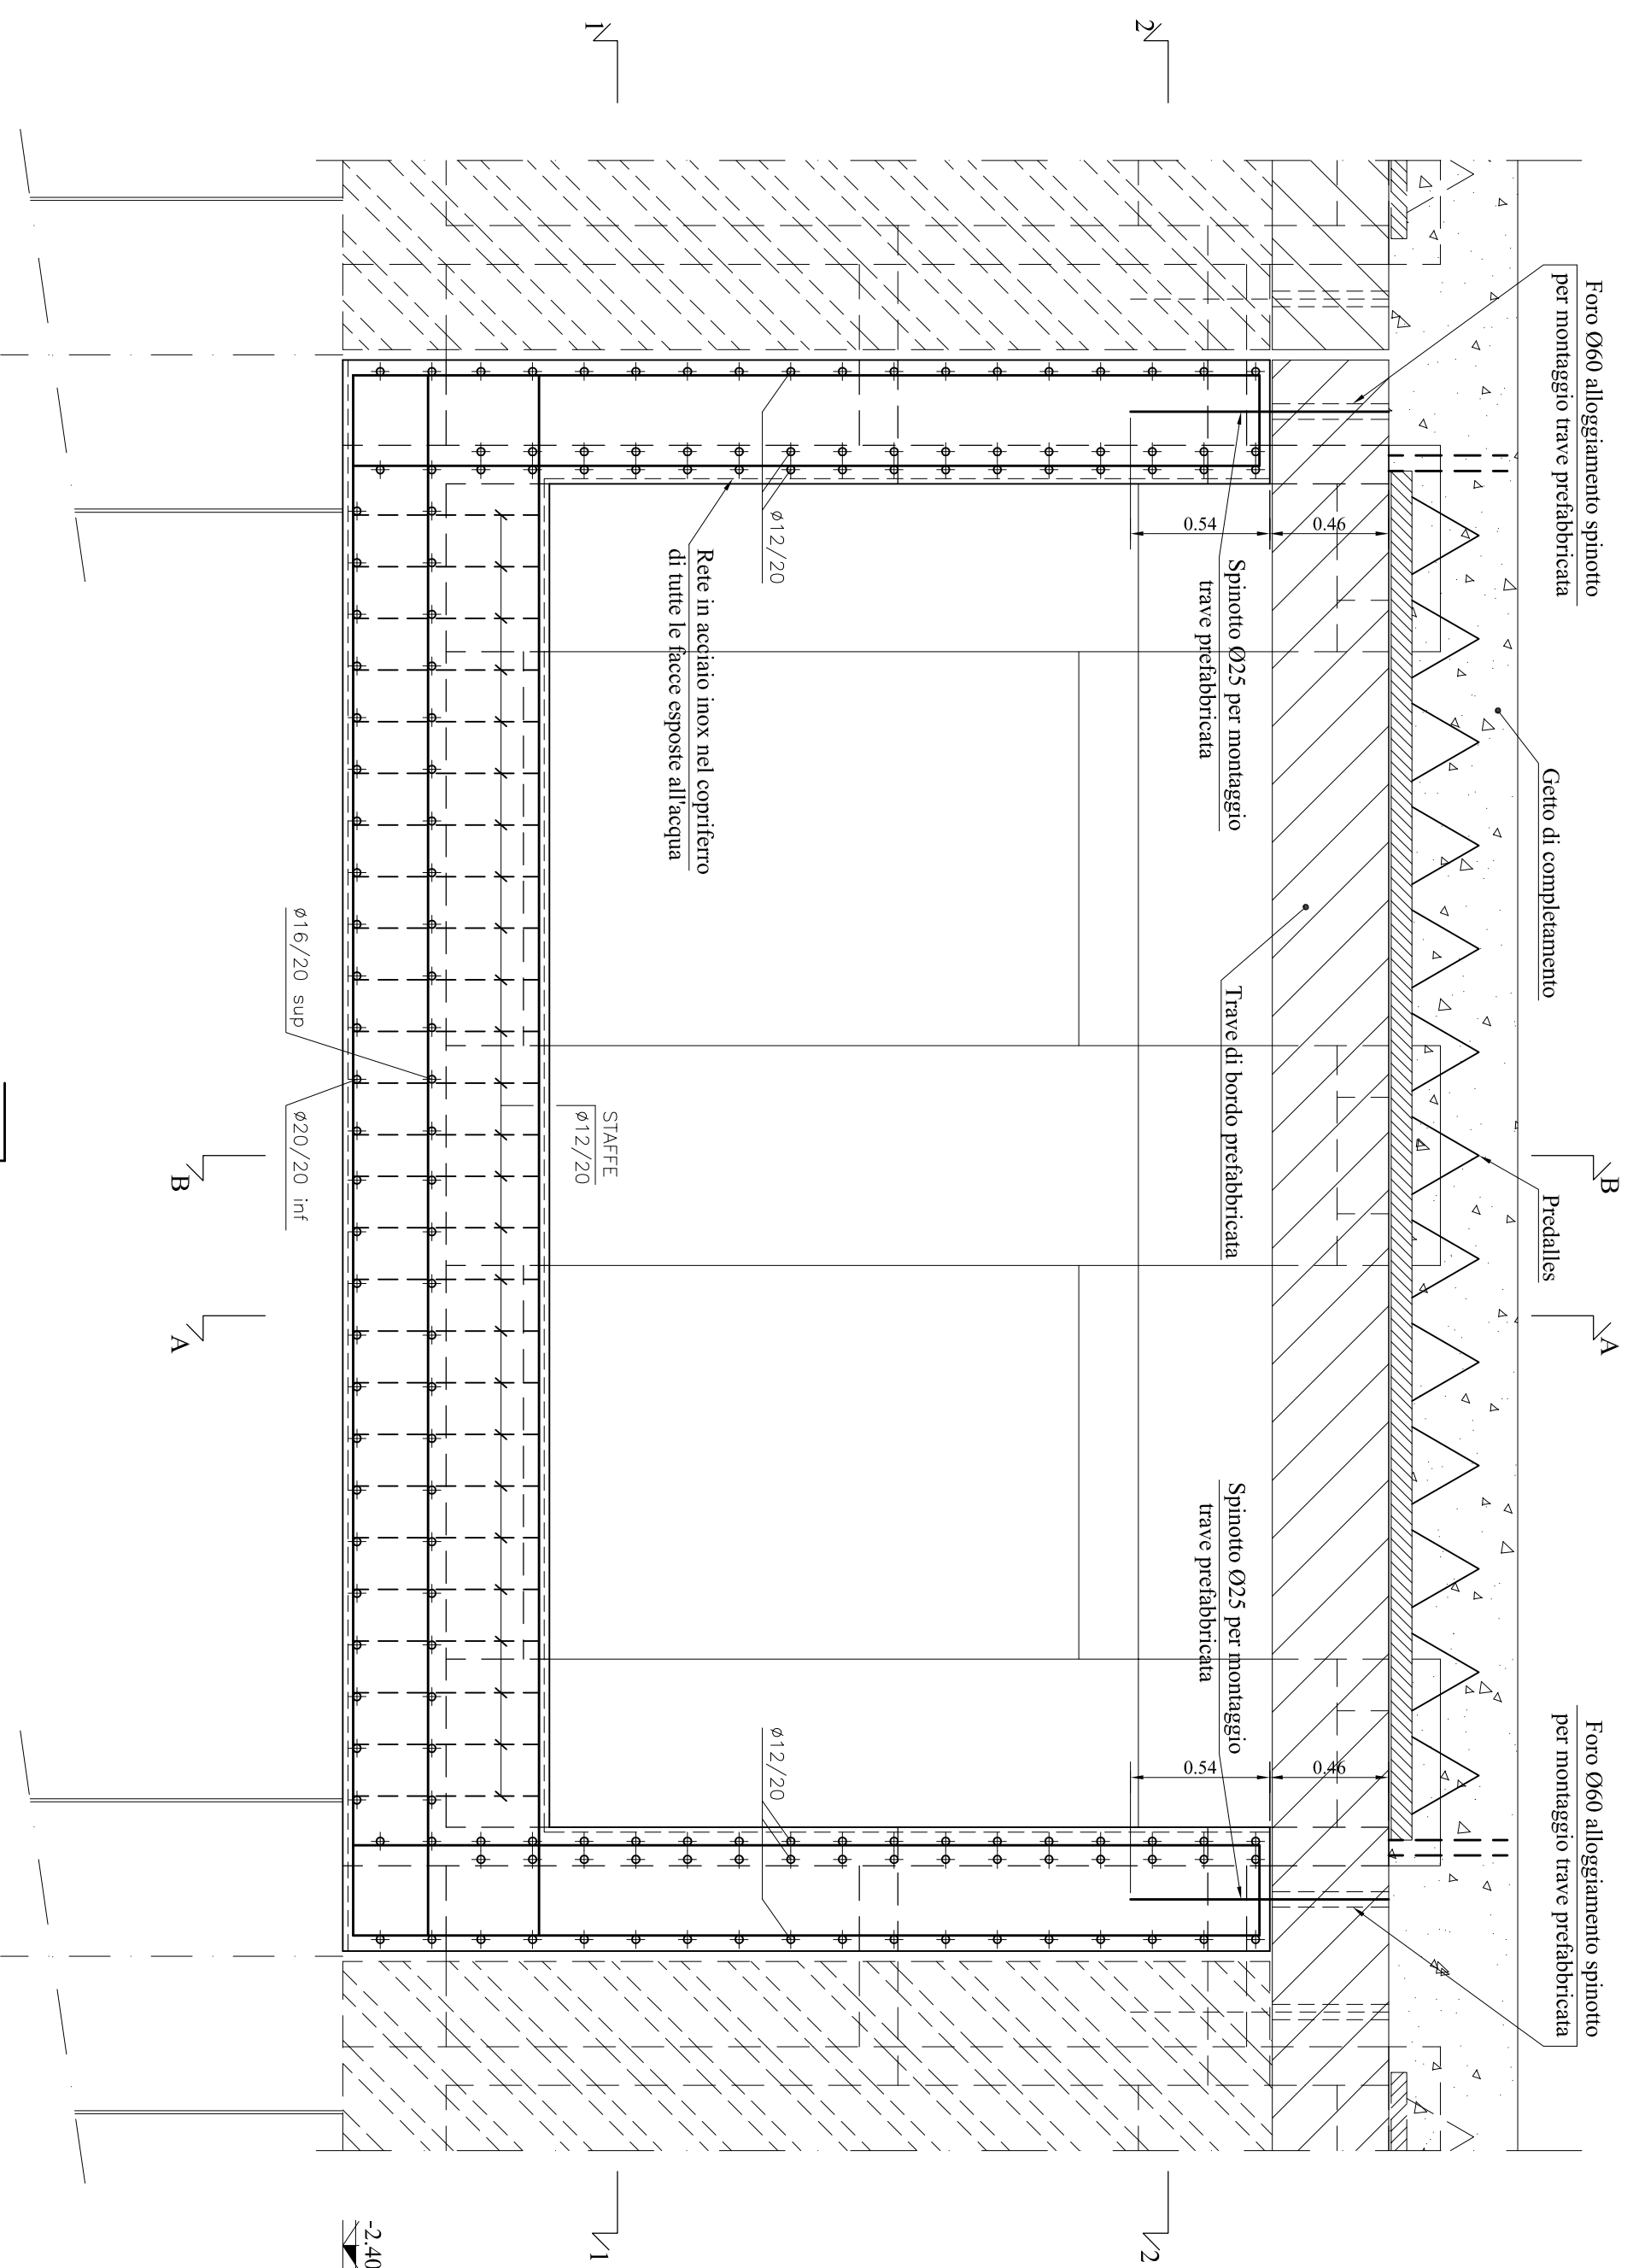 Foro Ø60 alloggiamento spinotto
per montaggio trave prefabbricata
Getto di completamento
B
Predalles
A
Foro Ø60 alloggiamento spinotto
per montaggio trave prefabbricata
2
0.46
0.54
Spinotto Ø25 per montaggio
trave prefabbricata
Trave di bordo prefabbricata
Spinotto Ø25 per montaggio
trave prefabbricata
0.46
0.54
2
ø12/20
Rete in acciaio inox nel copriferro
di tutte le facce esposte all'acqua
ø12/20
1
STAFFE
ø12/20
1
ø16/20 sup
ø20/20 inf
-2.40
B
A